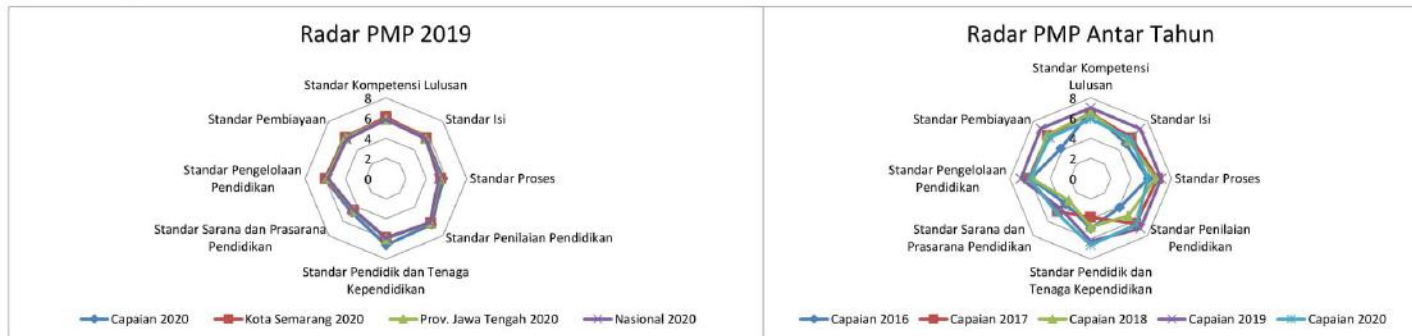 Radar PMP 2019
Standar Kompetensi Lulusan
8
6
4
2
0
Standar Isi
Standar Proses
Standar Penilaian Pendidikan
Standar Pendidik dan Tenaga
Kependidikan
Standar Sarana dan Prasarana
Pendidikan
Standar Pengelolaan
Pendidikan
Standar Pembiayaan
Capaian 2020
Kota Semarang 2020
Prov. Jawa Tengah 2020
Nasional 2020
Radar PMP Antar Tahun
Standar Kompetensi
Lulusan
8
6
4
2
0
Standar Isi
Standar Proses
Standar Penilaian
Pendidikan
Standar Pendidik dan
Tenaga Kependidikan
Standar Sarana dan
Prasarana Pendidikan
Standar Pengelolaan
Pendidikan
Standar Pembiayaan
Capaian 2016
Capaian 2017
Capaian 2018
Capaian 2019
Capaian 2020